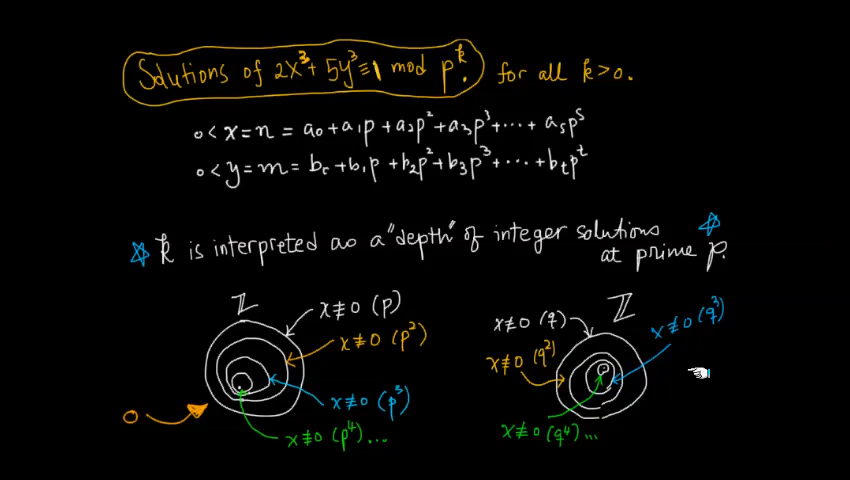 Solutions of 2x³ + 5y³ ≡ 1 mod pᵏ. for all k>0.
0 < x = n = a₀ + a₁p + a₂p² + a₃p³ + ··· + aₛpˢ
0 < y = m = b₀ + b₁p + b₂p² + b₃p³ + ··· + bₜpᵗ
☆ k is interpreted as a "depth" of integer solutions ☆
at prime p.
ℤ
x ≢ 0 (p)
x ≢ 0 (p²)
x ≢ 0 (p³)
x ≢ 0 (p⁴)...
0
ℤ
x ≢ 0 (q)
x ≢ 0 (q³)
x ≢ 0 (q²)
x ≢ 0 (q⁴)...